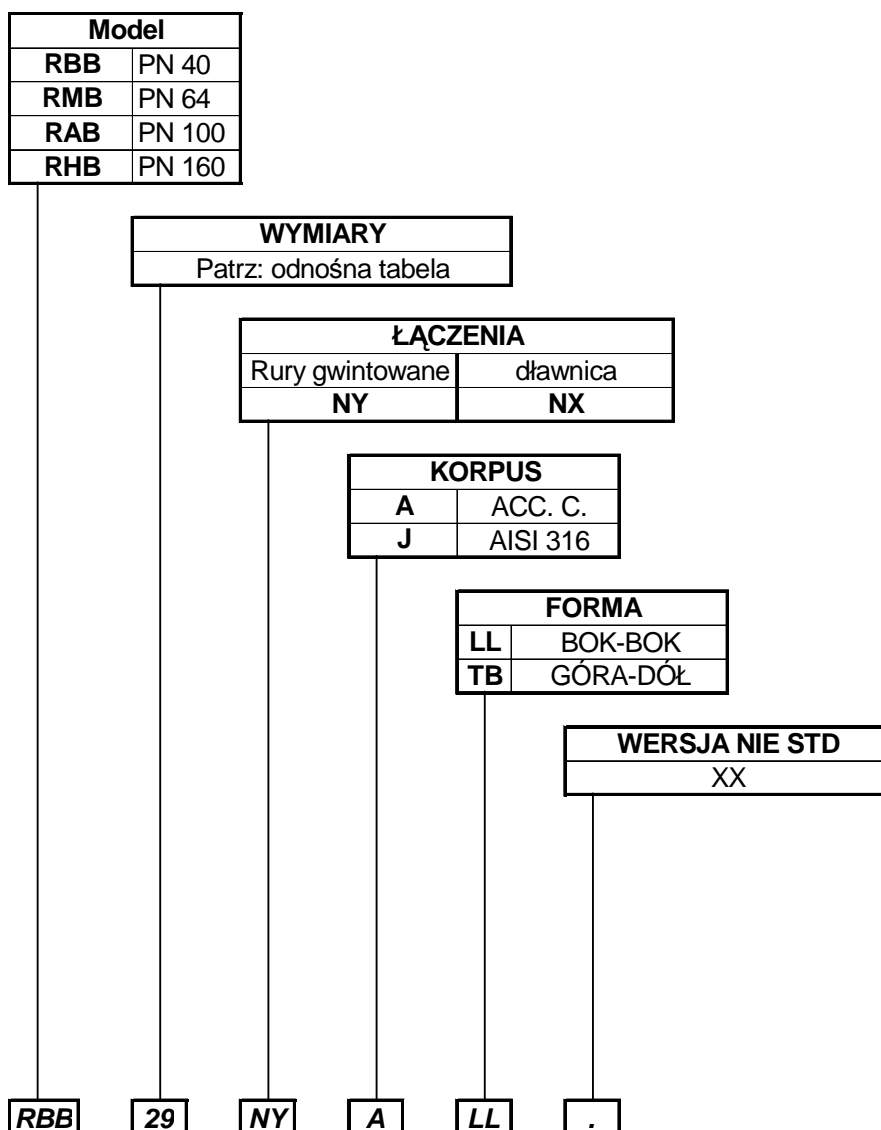 Model
RBB PN 40
RMB PN 64
RAB PN 100
RHB PN 160
WYMIARY
Patrz: odnośna tabela
ŁĄCZENIA
Rury gwintowane dławnica
NY NX
KORPUS
A ACC. C.
J AISI 316
FORMA
LL BOK-BOK
TB GÓRA-DÓŁ
WERSJA NIE STD
XX
RBB 29 NY A LL .